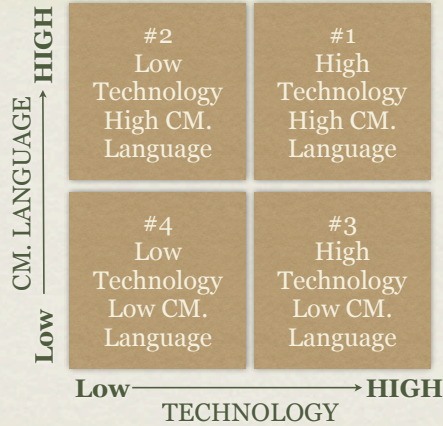 CM. LANGUAGE
Low
HIGH
#2
Low
Technology
High CM.
Language
#1
High
Technology
High CM.
Language
#4
Low
Technology
Low CM.
Language
#3
High
Technology
Low CM.
Language
Low
HIGH
TECHNOLOGY